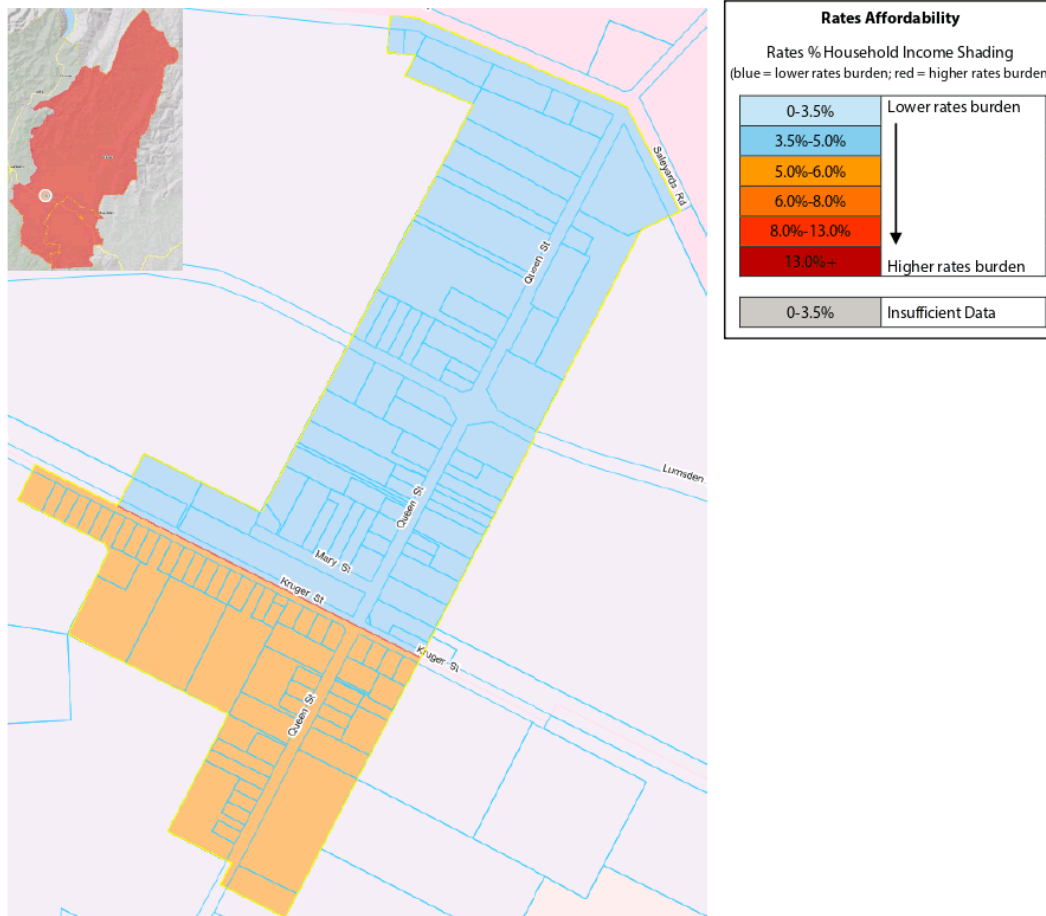 Rates Affordability
Rates % Household Income Shading
(blue = lower rates burden; red = higher rates burden
0-3.5%
Lower rates burden
3.5%-5.0%
5.0%-6.0%
6.0%-8.0%
8.0%-13.0%
13.0%+
Higher rates burden
0-3.5%
Insufficient Data
Saleyards Rd
Queen St
Lumsden
Queen St
Mary St
Kruger St
Kruger St
Queen St